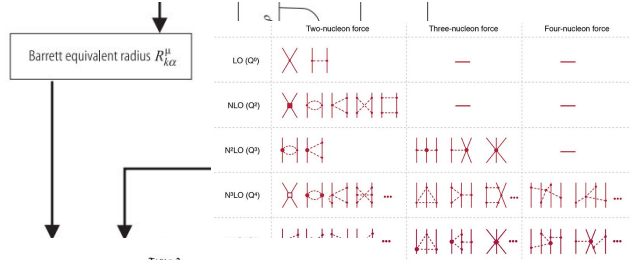 Barrett equivalent radius R^μ_kα
Two-nucleon force Three-nucleon force Four-nucleon force
LO (Q⁰)
NLO (Q²)
N²LO (Q³)
N³LO (Q⁴)